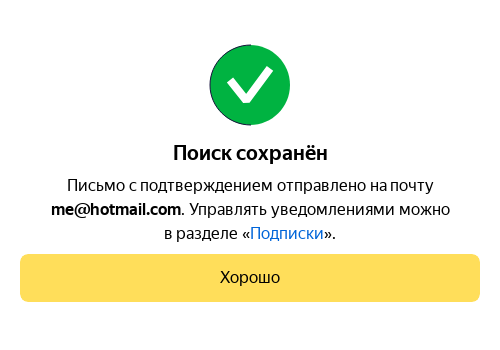 Поиск сохранён
Письмо с подтверждением отправлено на почту
me@hotmail.com. Управлять уведомлениями можно
в разделе «Подписки».
Хорошо